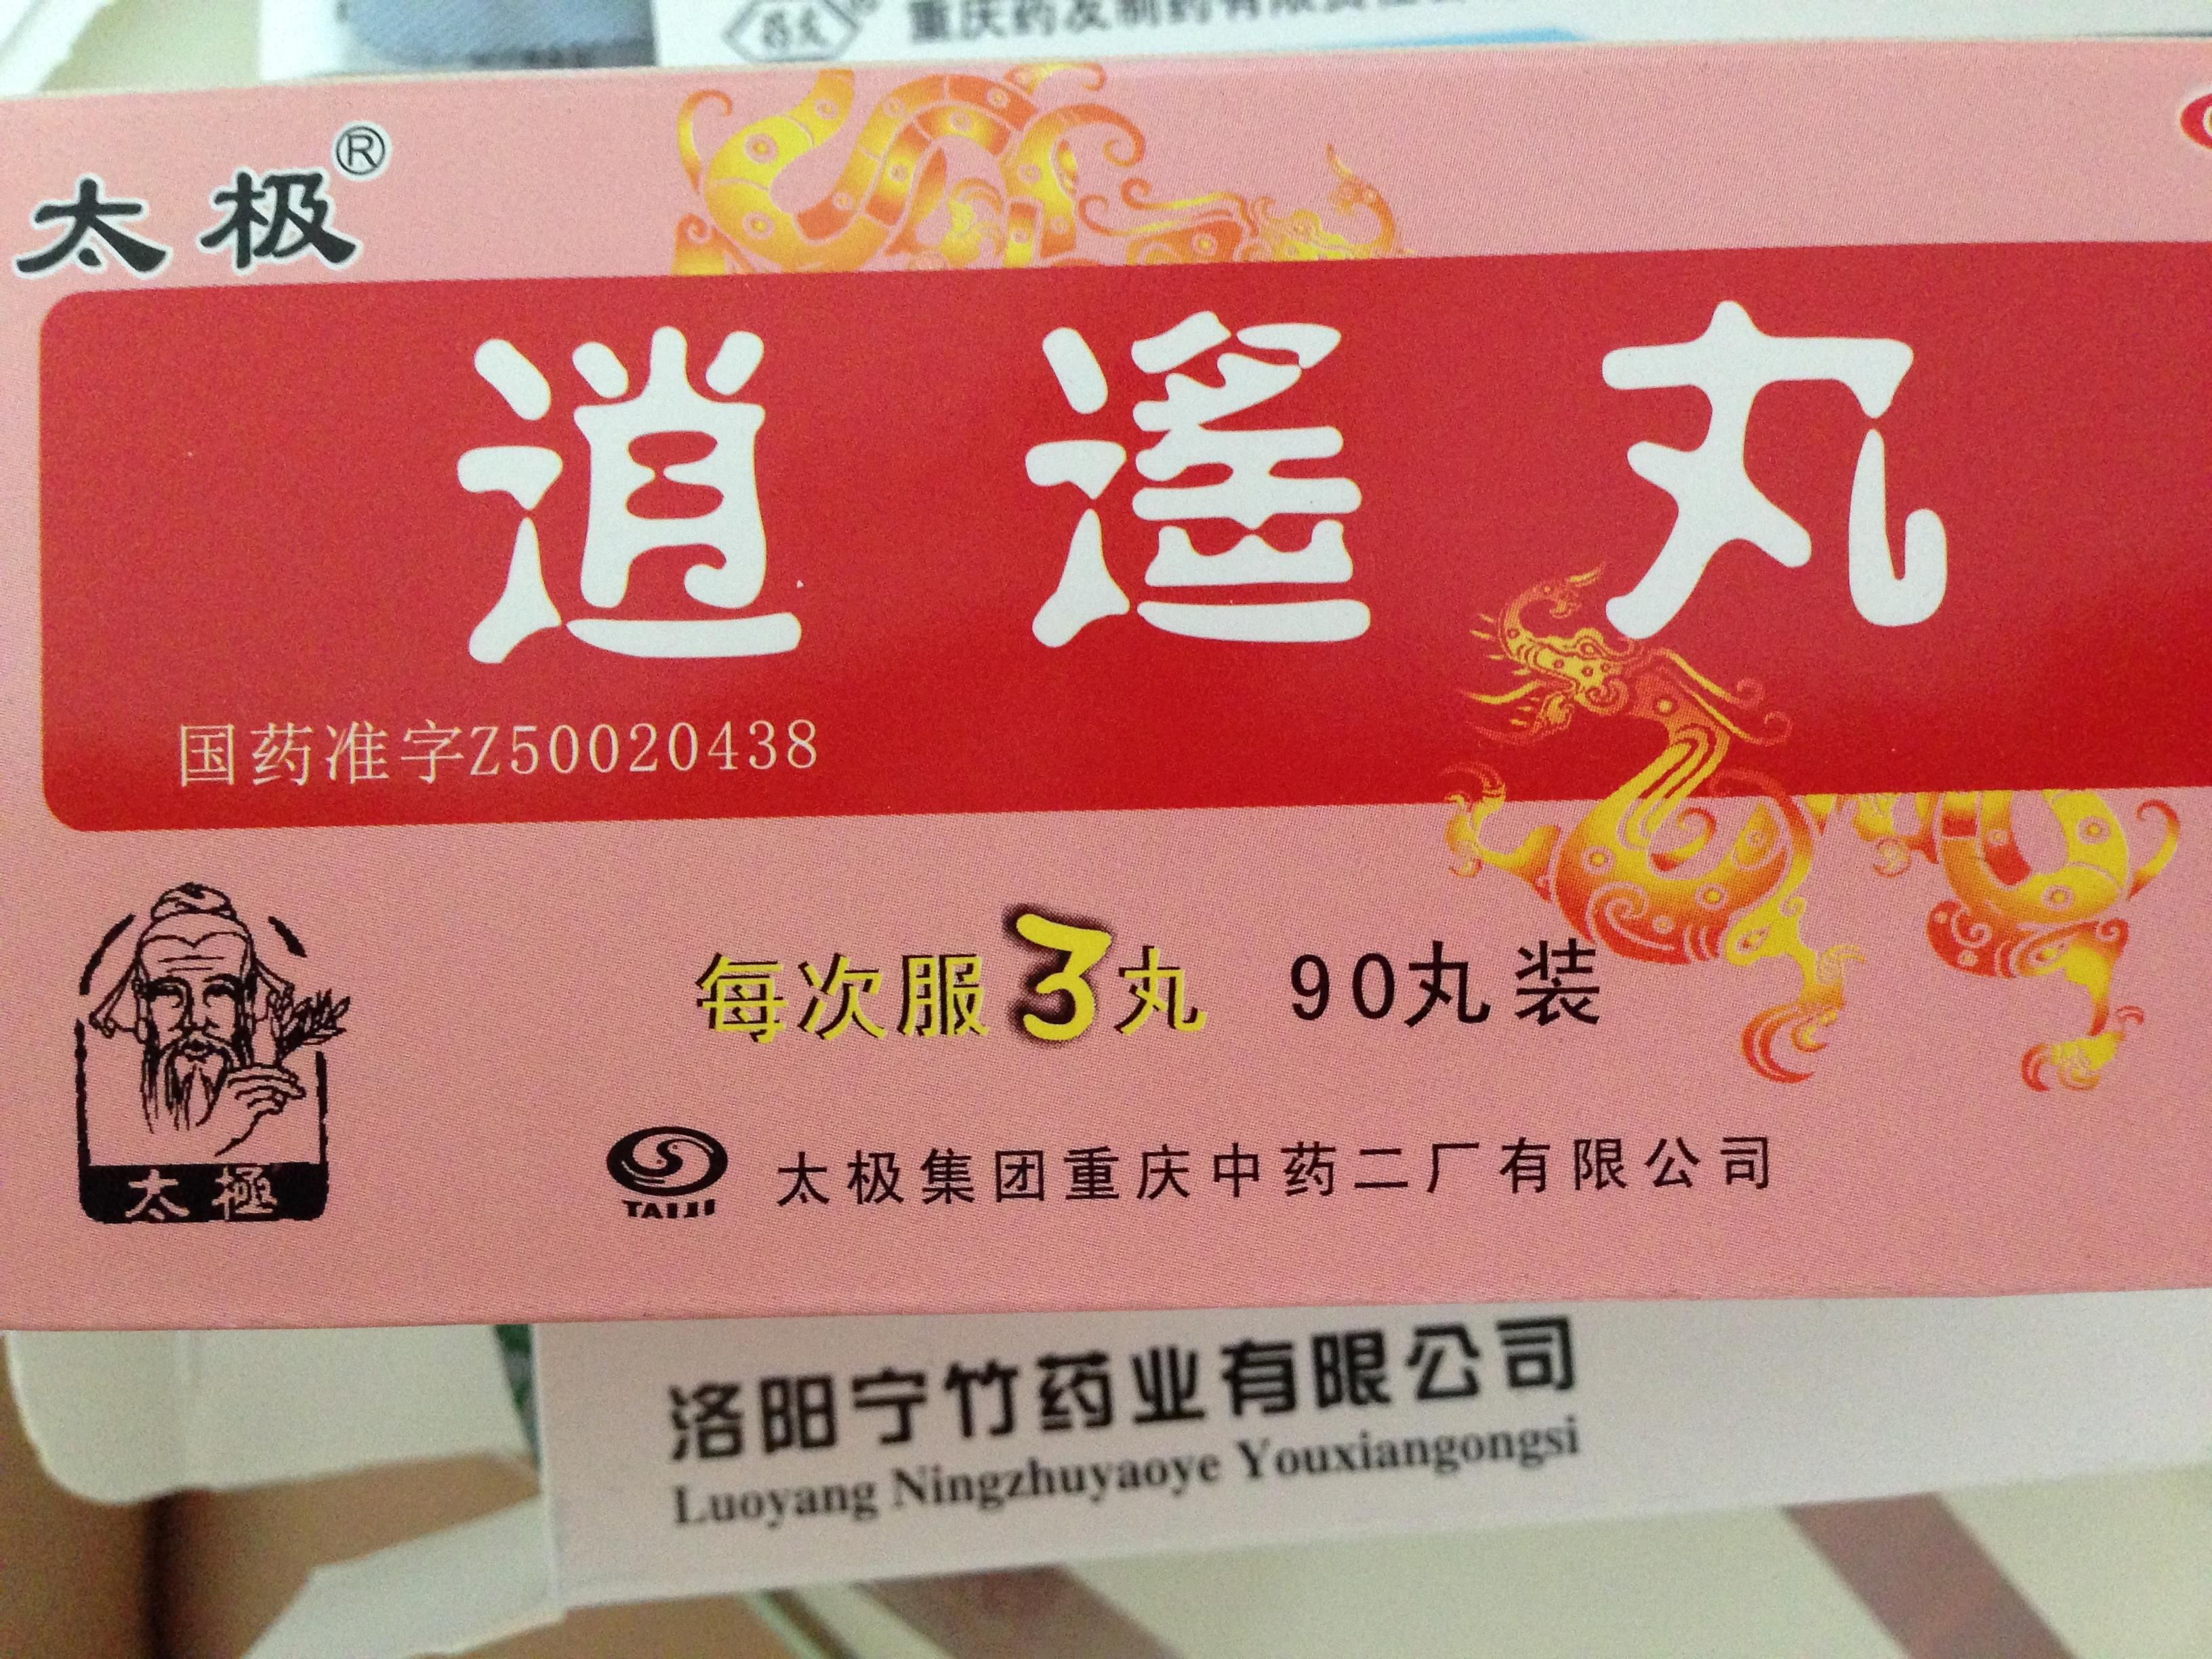 重庆药友制药有限责任公司
太极®
逍遥丸
国药准字Z50020438
每次服3丸 90丸装
太極
TAIJI 太极集团重庆中药二厂有限公司
洛阳宁竹药业有限公司
Luoyang Ningzhuyaoye Youxiangongsi